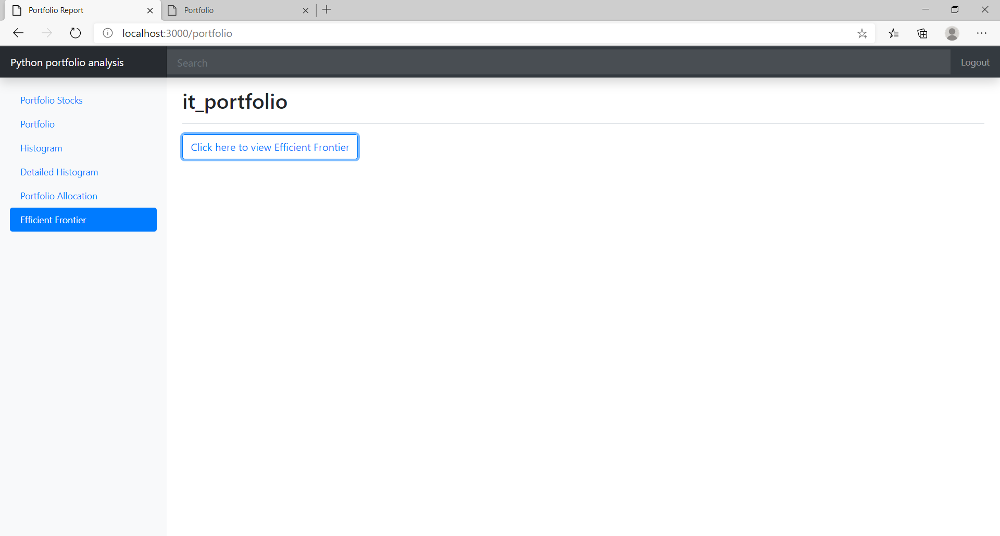 Portfolio Report
Portfolio
localhost:3000/portfolio
Python portfolio analysis
Search
Logout
Portfolio Stocks
Portfolio
Histogram
Detailed Histogram
Portfolio Allocation
Efficient Frontier
it_portfolio
Click here to view Efficient Frontier